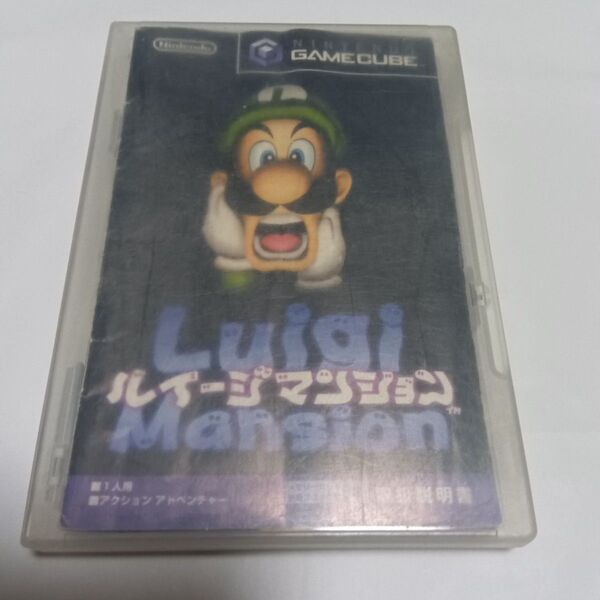 Nintendo
NINTENDO
GAMECUBE
L
Luigi
ルイージマンション
TM
Mansion
■1人用
■アクション アドベンチャー
取扱説明書